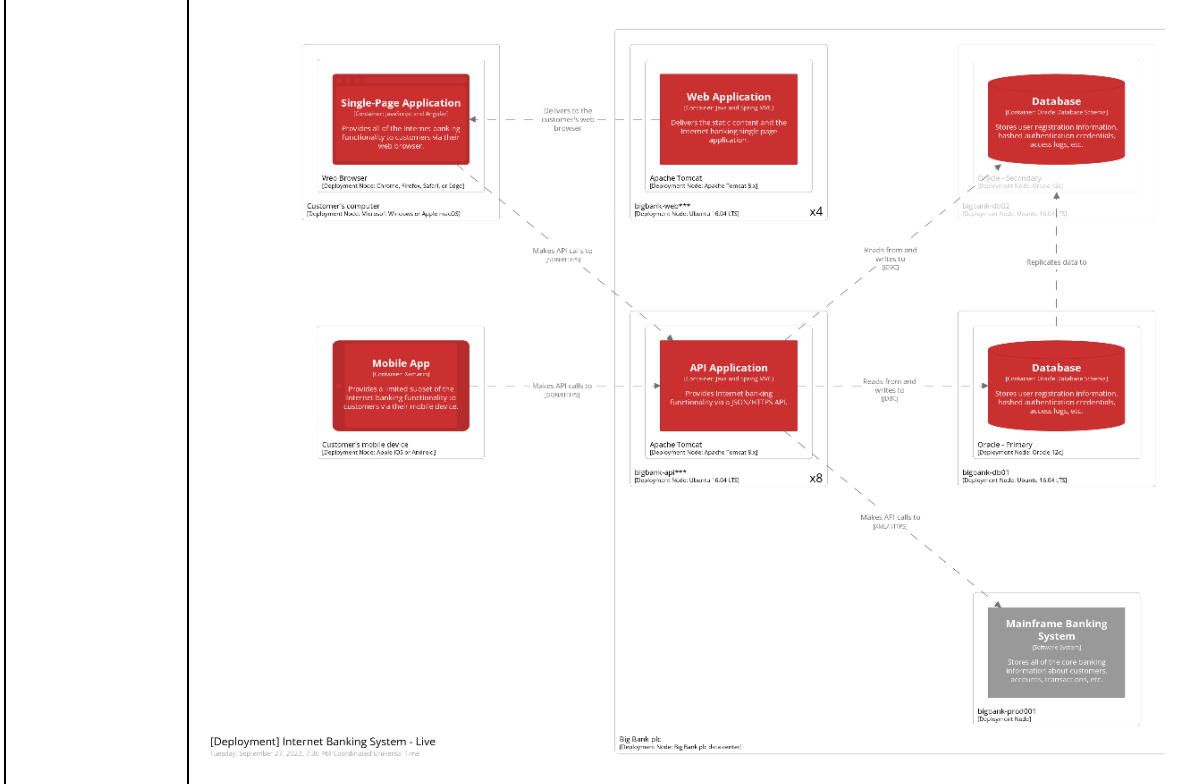 Single-Page Application
[Container: JavaScript and Angular]
Provides all of the Internet banking
functionality to customers via their
web browser.
Web Browser
[Deployment Node: Chrome, Firefox, Safari, or Edge]
Customer's computer
[Deployment Node: Microsoft Windows or Apple macOS]
Delivers to the
customer's web
browser
Web Application
[Container: Java and Spring MVC]
Delivers the static content and the
Internet banking single page
application.
Apache Tomcat
[Deployment Node: Apache Tomcat 8.x]
bigbank-web***
[Deployment Node: Ubuntu 16.04 LTS]
x4
Database
[Container: Oracle Database Schema]
Stores user registration information,
hashed authentication credentials,
access logs, etc.
Oracle - Secondary
[Deployment Node: Oracle 12c]
bigbank-db02
[Deployment Node: Ubuntu 16.04 LTS]
Makes API calls to
[JSON/HTTPS]
Reads from and
writes to
[JDBC]
Replicates data to
Mobile App
[Container: Xamarin]
Provides a limited subset of the
Internet banking functionality to
customers via their mobile device.
Customer's mobile device
[Deployment Node: Apple iOS or Android]
Makes API calls to
[JSON/HTTPS]
API Application
[Container: Java and Spring MVC]
Provides Internet banking
functionality via a JSON/HTTPS API.
Apache Tomcat
[Deployment Node: Apache Tomcat 8.x]
bigbank-api***
[Deployment Node: Ubuntu 16.04 LTS]
x8
Reads from and
writes to
[JDBC]
Database
[Container: Oracle Database Schema]
Stores user registration information,
hashed authentication credentials,
access logs, etc.
Oracle - Primary
[Deployment Node: Oracle 12c]
bigbank-db01
[Deployment Node: Ubuntu 16.04 LTS]
Makes API calls to
[XML/HTTPS]
Mainframe Banking
System
[Software System]
Stores all of the core banking
information about customers,
accounts, transactions, etc.
bigbank-prod001
[Deployment Node]
Big Bank plc
[Deployment Node: Big Bank plc data center]
[Deployment] Internet Banking System - Live
Tuesday, September 27, 2022, 7:30 PM Coordinated Universal Time